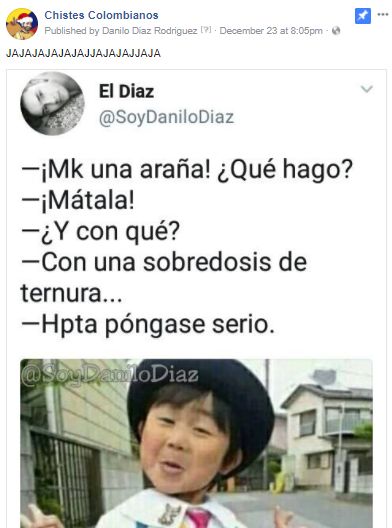 Chistes Colombianos
Published by Danilo Diaz Rodriguez [?] · December 23 at 8:05pm ·
JAJAJAJAJAJAJJAJAJAJJAJA
El Diaz
@SoyDaniloDiaz
—¡Mk una araña! ¿Qué hago?
—¡Mátala!
—¿Y con qué?
—Con una sobredosis de
ternura...
—Hpta póngase serio.
@SoyDaniloDiaz